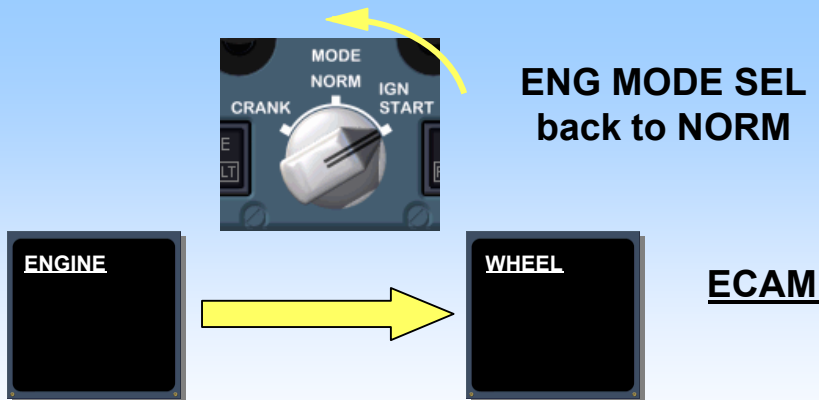 MODE
NORM
IGN
CRANK
START
ENG MODE SEL
back to NORM
ENGINE
WHEEL
ECAM